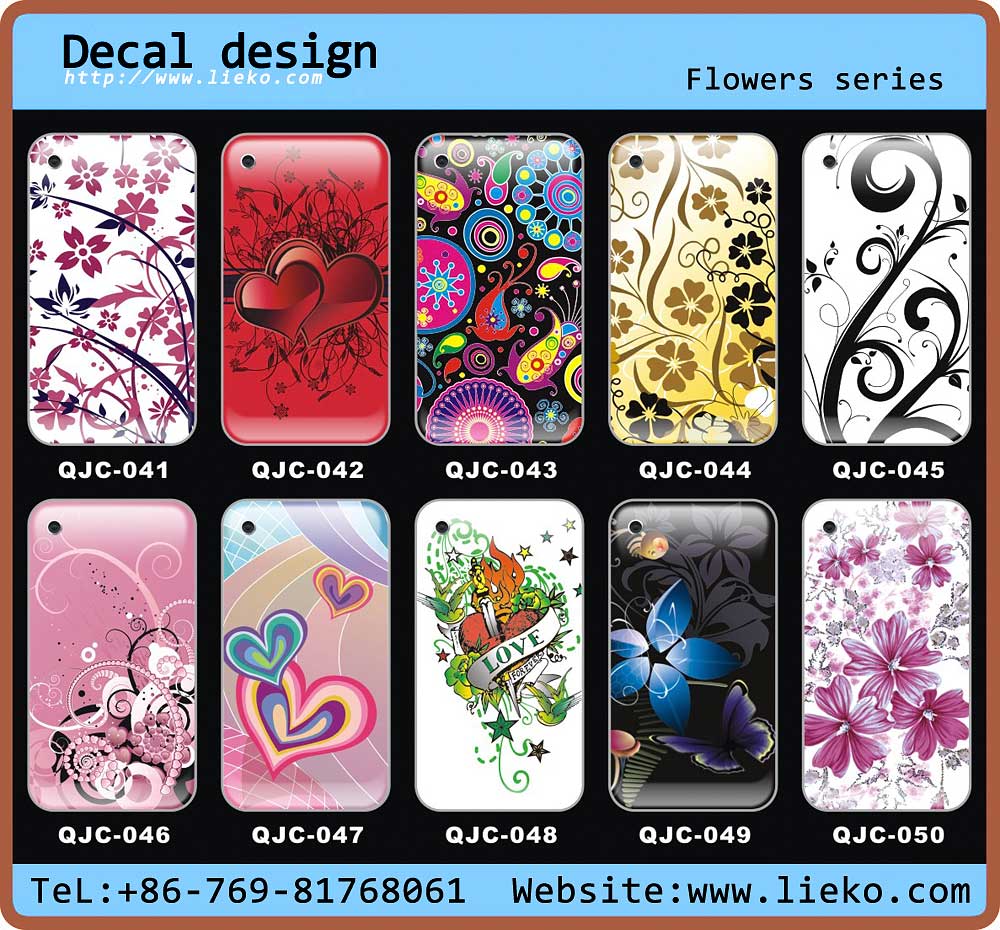 Decal design
http://www.lieko.com
Flowers series
QJC-041 QJC-042 QJC-043 QJC-044 QJC-045
LOVE
FOREVER
QJC-046 QJC-047 QJC-048 QJC-049 QJC-050
TeL:+86-769-81768061 Website:www.lieko.com